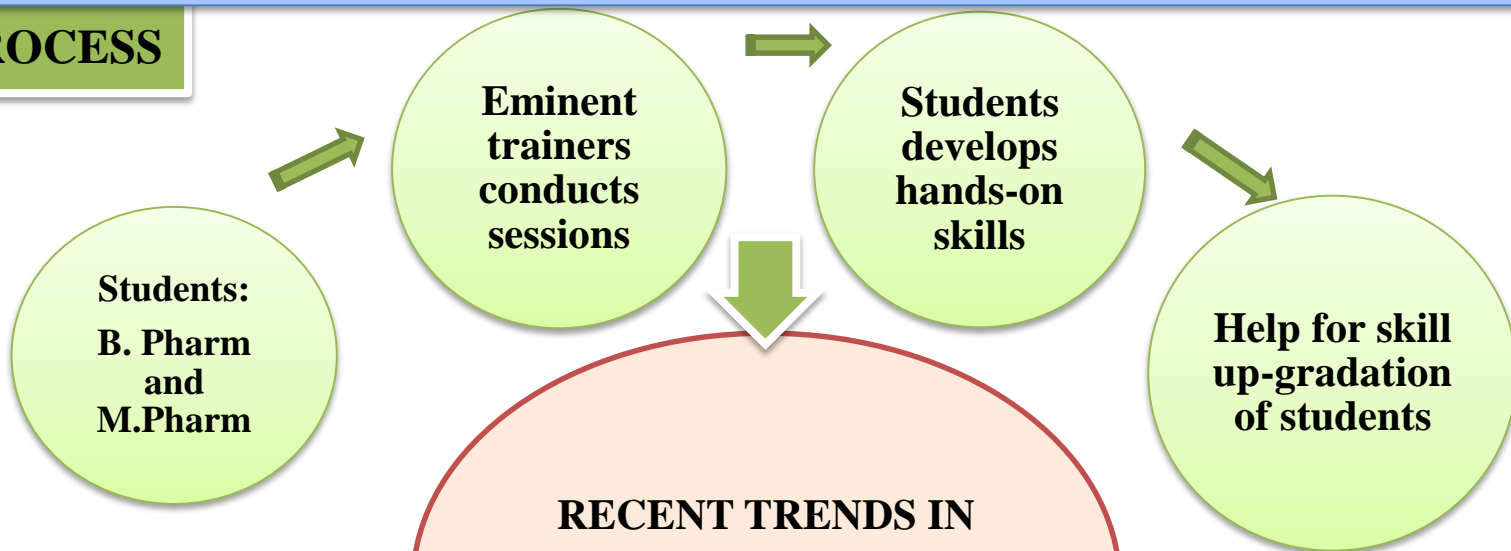 ROCESS
Eminent
trainers
conducts
sessions
Students
develops
hands-on
skills
Students:
B. Pharm
and
M.Pharm
Help for skill
up-gradation
of students
RECENT TRENDS IN